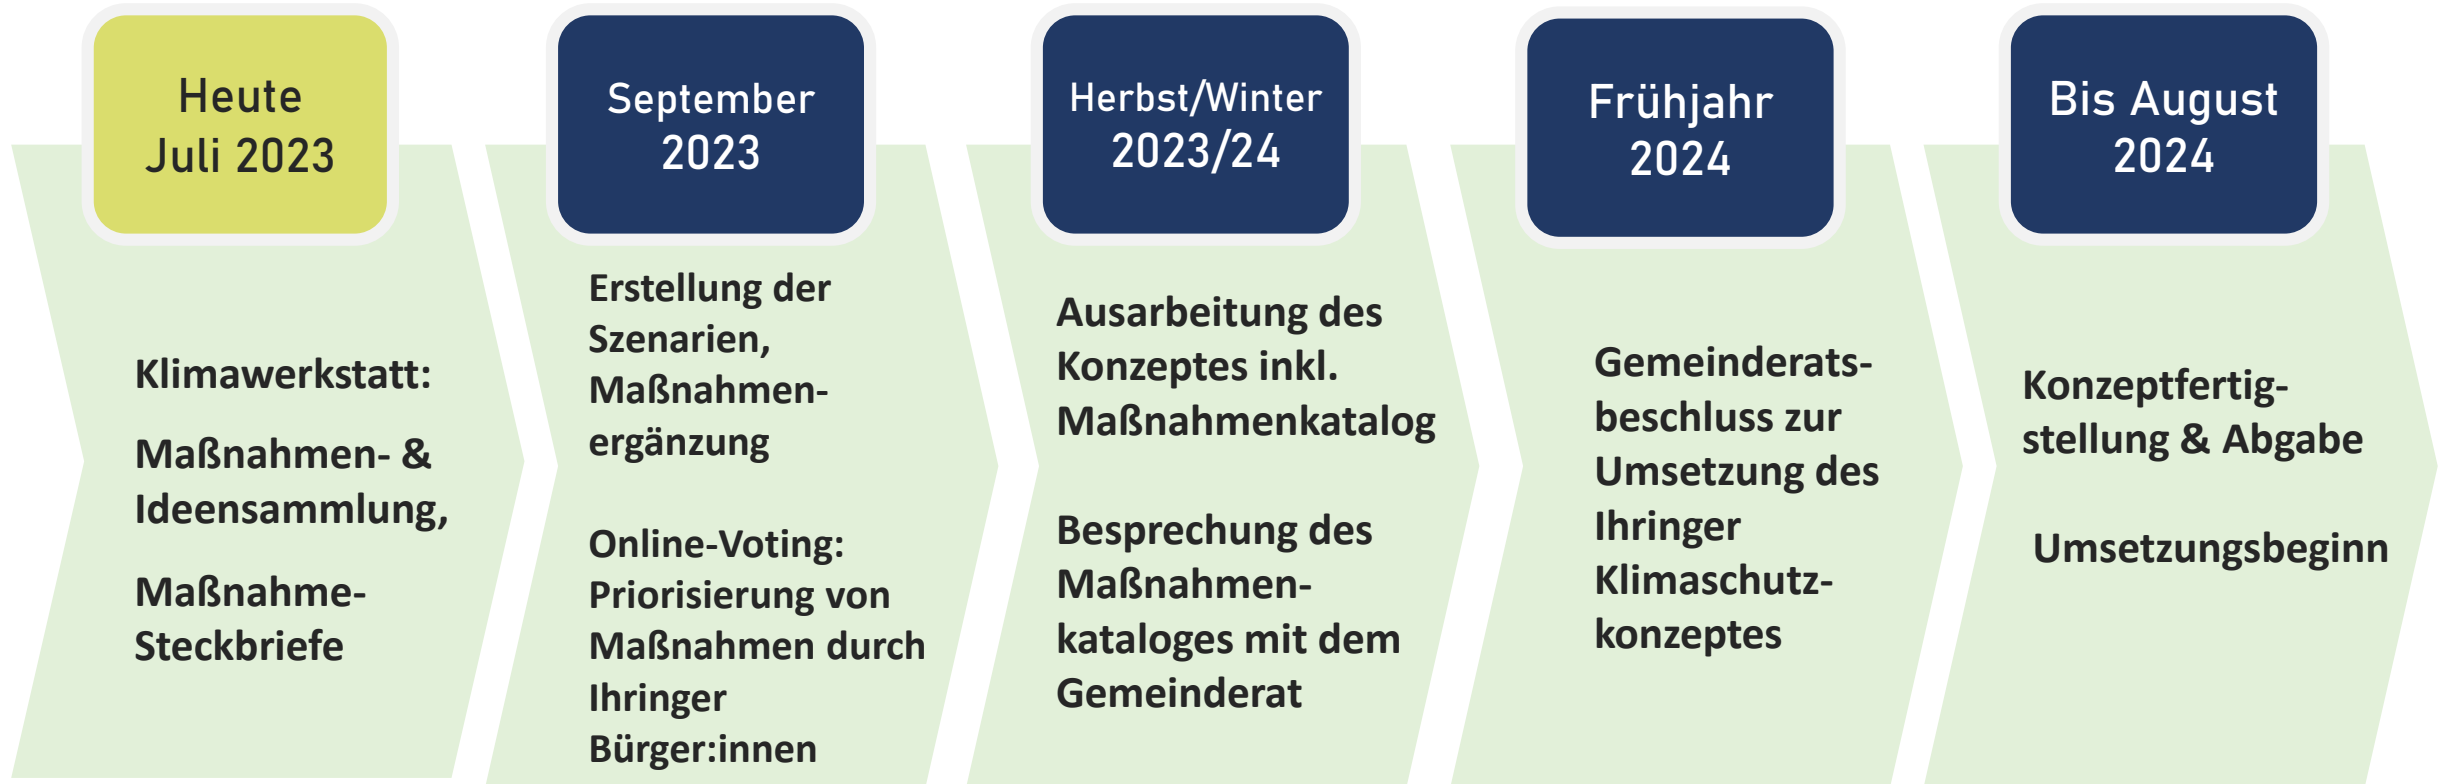 Heute
Juli 2023
Klimawerkstatt:
Maßnahmen- &
Ideensammlung,
Maßnahme-
Steckbriefe
September
2023
Erstellung der
Szenarien,
Maßnahmen-
ergänzung
Online-Voting:
Priorisierung von
Maßnahmen durch
Ihringer
Bürger:innen
Herbst/Winter
2023/24
Ausarbeitung des
Konzeptes inkl.
Maßnahmenkatalog
Besprechung des
Maßnahmen-
kataloges mit dem
Gemeinderat
Frühjahr
2024
Gemeinderats-
beschluss zur
Umsetzung des
Ihringer
Klimaschutz-
konzeptes
Bis August
2024
Konzeptfertig-
stellung & Abgabe
Umsetzungsbeginn